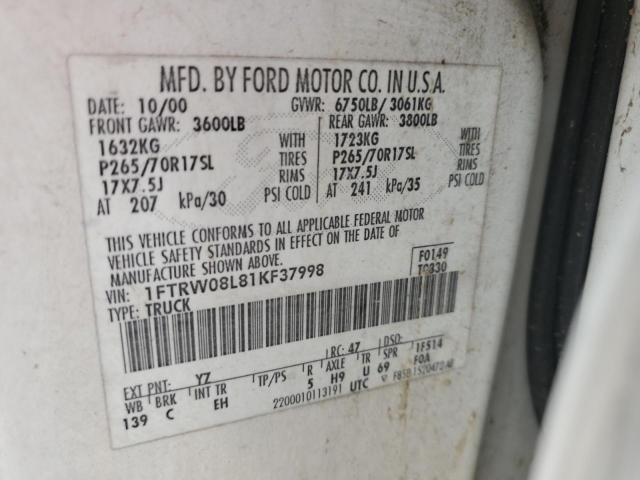 MFD. BY FORD MOTOR CO. IN U.S.A.
DATE: 10/00 GVWR: 6750LB/ 3061KG
FRONT GAWR: 3600LB REAR GAWR: 3800LB
1632KG WITH 1723KG WITH
P265/70R17SL TIRES P265/70R17SL TIRES
17X7.5J RIMS 17X7.5J RIMS
AT 207 kPa/30 PSI COLD AT 241 kPa/35 PSI COLD
THIS VEHICLE CONFORMS TO ALL APPLICABLE FEDERAL MOTOR
VEHICLE SAFETY STANDARDS IN EFFECT ON THE DATE OF
MANUFACTURE SHOWN ABOVE.
F0149
VIN: 1FTRW08L81KF37998 T0330
TYPE: TRUCK
EXT PNT: Y7 RC: 47 DSO:
WB BRK INT TR TP/PS R AXLE TR SPR 1F514
139 C EH 5 H9 U 69 F0A
2200010113191 UTC